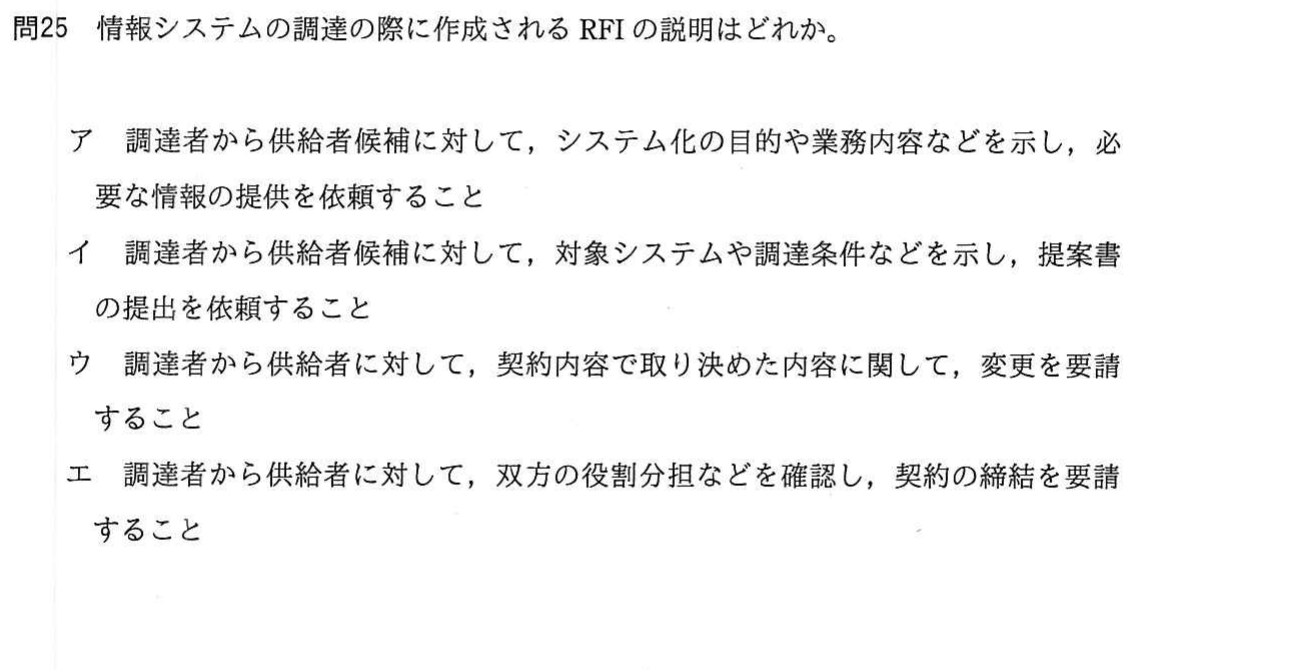 問25 情報システムの調達の際に作成される RFI の説明はどれか。
ア 調達者から供給者候補に対して，システム化の目的や業務内容などを示し，必
要な情報の提供を依頼すること
イ 調達者から供給者候補に対して，対象システムや調達条件などを示し，提案書
の提出を依頼すること
ウ 調達者から供給者に対して，契約内容で取り決めた内容に関して，変更を要請
すること
エ 調達者から供給者に対して，双方の役割分担などを確認し，契約の締結を要請
すること